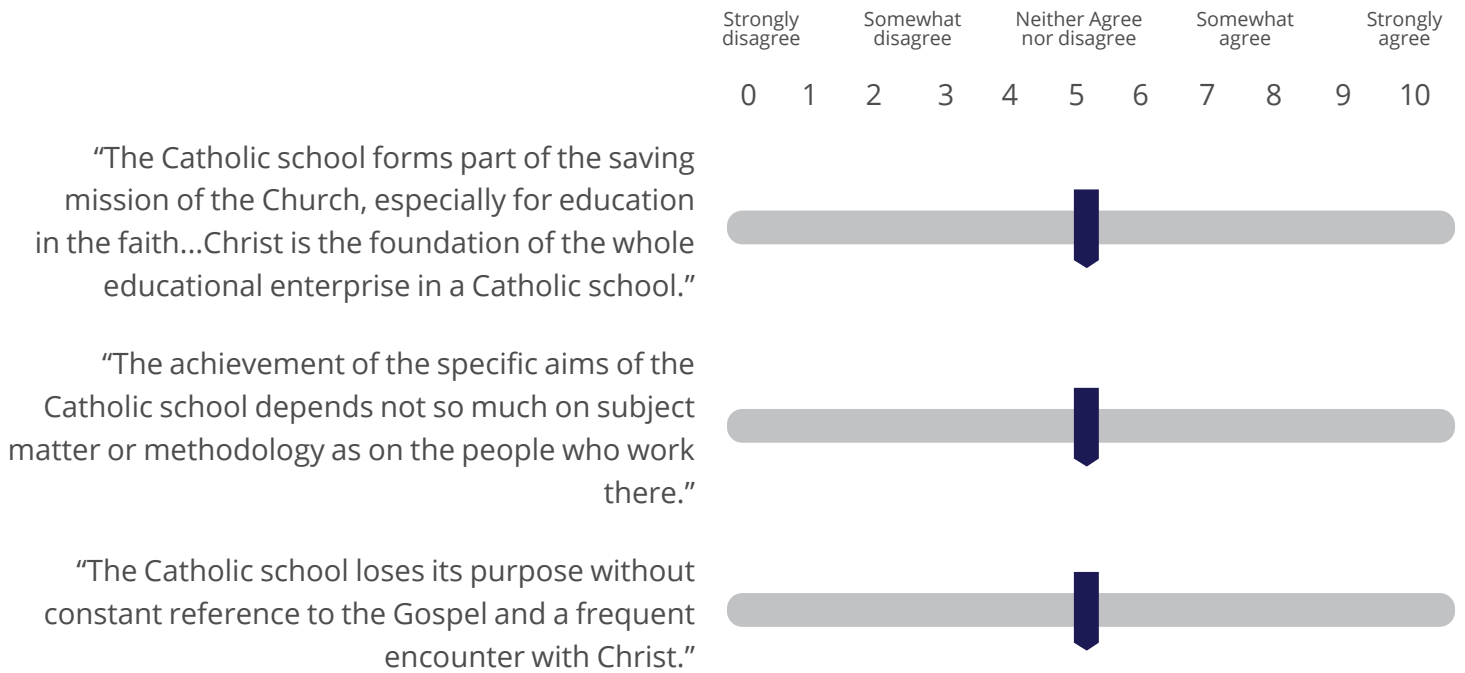 Strongly disagree
Somewhat disagree
Neither Agree nor disagree
Somewhat agree
Strongly agree
0 1 2 3 4 5 6 7 8 9 10
“The Catholic school forms part of the saving
mission of the Church, especially for education
in the faith...Christ is the foundation of the whole
educational enterprise in a Catholic school.”
“The achievement of the specific aims of the
Catholic school depends not so much on subject
matter or methodology as on the people who work
there.”
“The Catholic school loses its purpose without
constant reference to the Gospel and a frequent
encounter with Christ.”